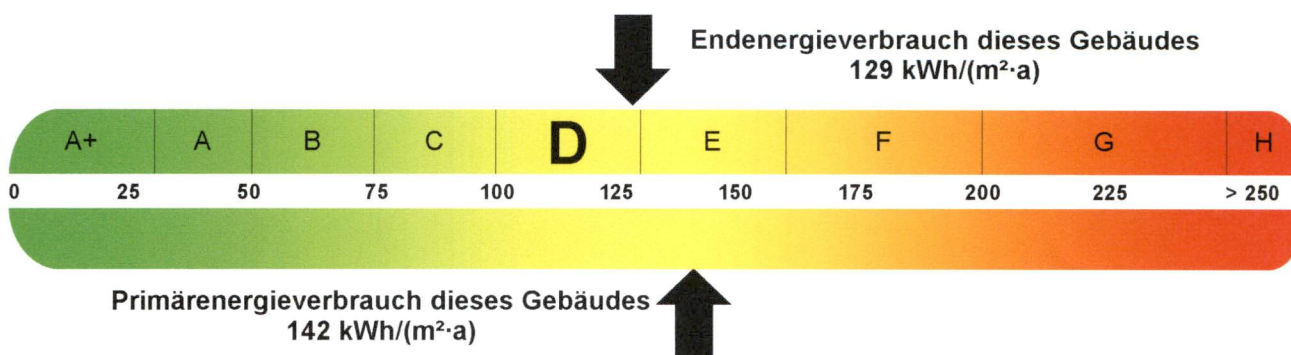 Endenergieverbrauch dieses Gebäudes
129 kWh/(m²·a)
A+ A B C D E F G H
0 25 50 75 100 125 150 175 200 225 > 250
Primärenergieverbrauch dieses Gebäudes
142 kWh/(m²·a)